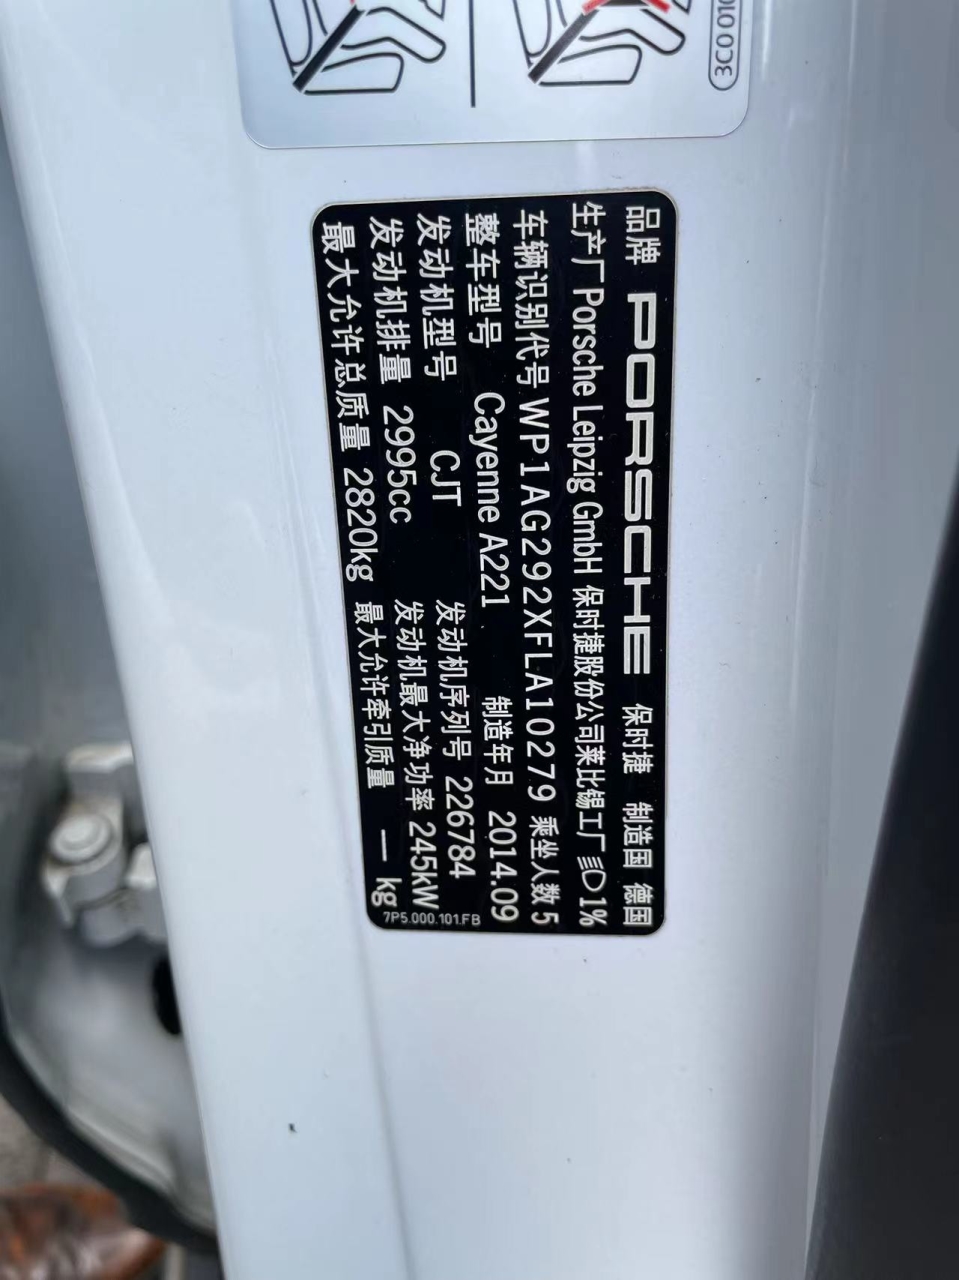 3C0 010
品牌 PORSCHE 保时捷 制造国 德国
生产厂 Porsche Leipzig GmbH 保时捷股份公司莱比锡工厂 1%
车辆识别代号 WP1AG292XFLA10279 乘坐人数 5
整车型号 Cayenne A221 制造年月 2014.09
发动机型号 CJT 发动机序列号 226784
发动机排量 2995cc 发动机最大净功率 245kW
最大允许总质量 2820kg 最大允许牵引质量 — kg
7P5.000.101.FB